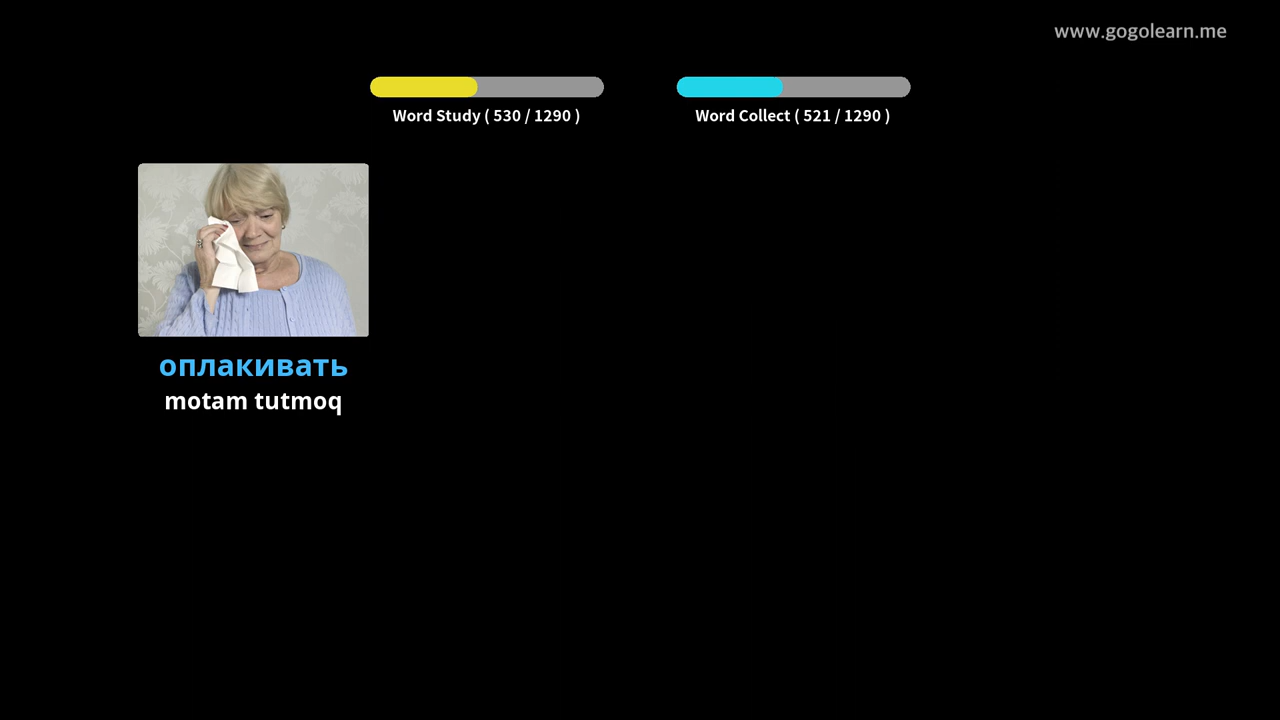 www.gogolearn.me
Word Study ( 530 / 1290 )
Word Collect ( 521 / 1290 )
оплакивать
motam tutmoq